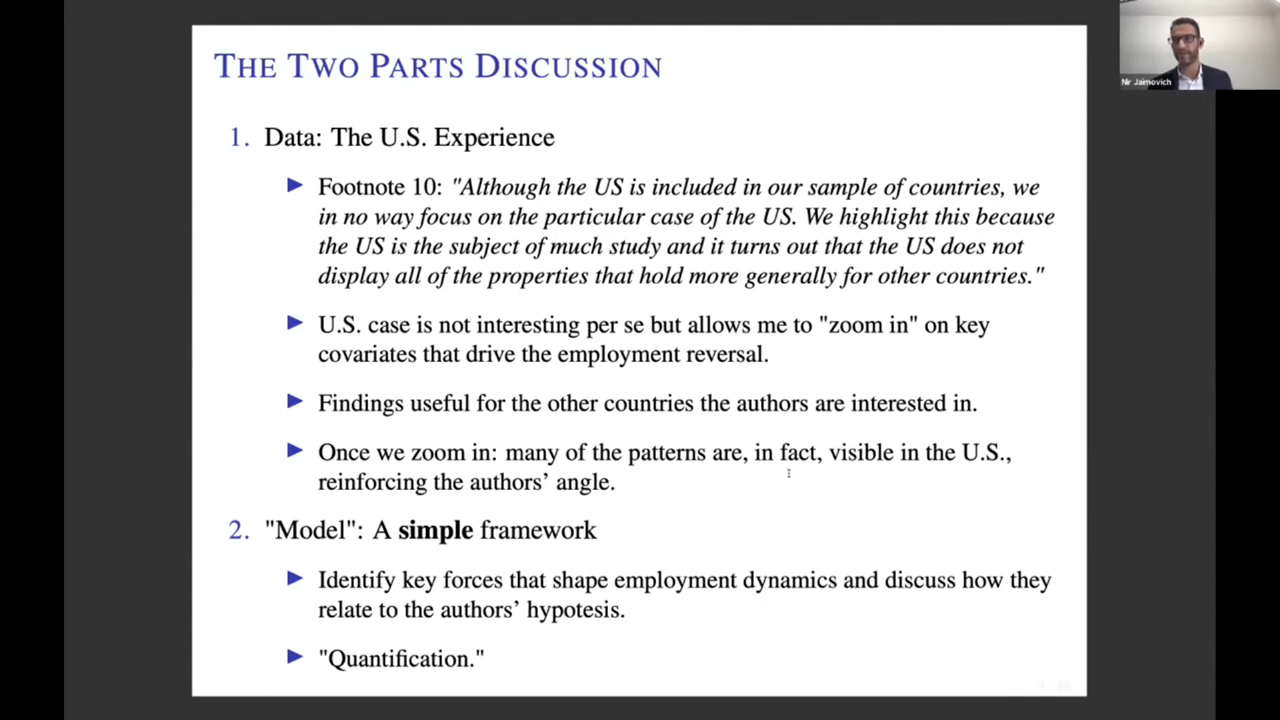 THE TWO PARTS DISCUSSION
Nir Jaimovich
1. Data: The U.S. Experience
Footnote 10: "Although the US is included in our sample of countries, we
in no way focus on the particular case of the US. We highlight this because
the US is the subject of much study and it turns out that the US does not
display all of the properties that hold more generally for other countries."
U.S. case is not interesting per se but allows me to "zoom in" on key
covariates that drive the employment reversal.
Findings useful for the other countries the authors are interested in.
Once we zoom in: many of the patterns are, in fact, visible in the U.S.,
reinforcing the authors' angle.
2. "Model": A simple framework
Identify key forces that shape employment dynamics and discuss how they
relate to the authors' hypotesis.
"Quantification."